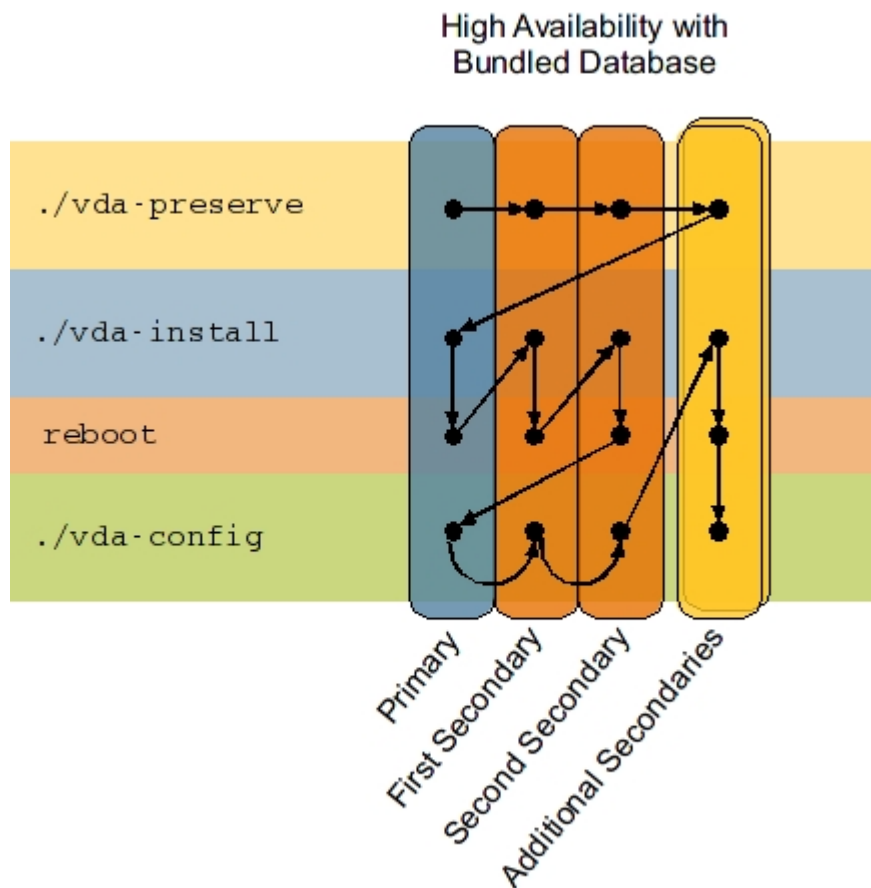 High Availability with
Bundled Database
./vda-preserve
./vda-install
reboot
./vda-config
Primary
First Secondary
Second Secondary
Additional Secondaries